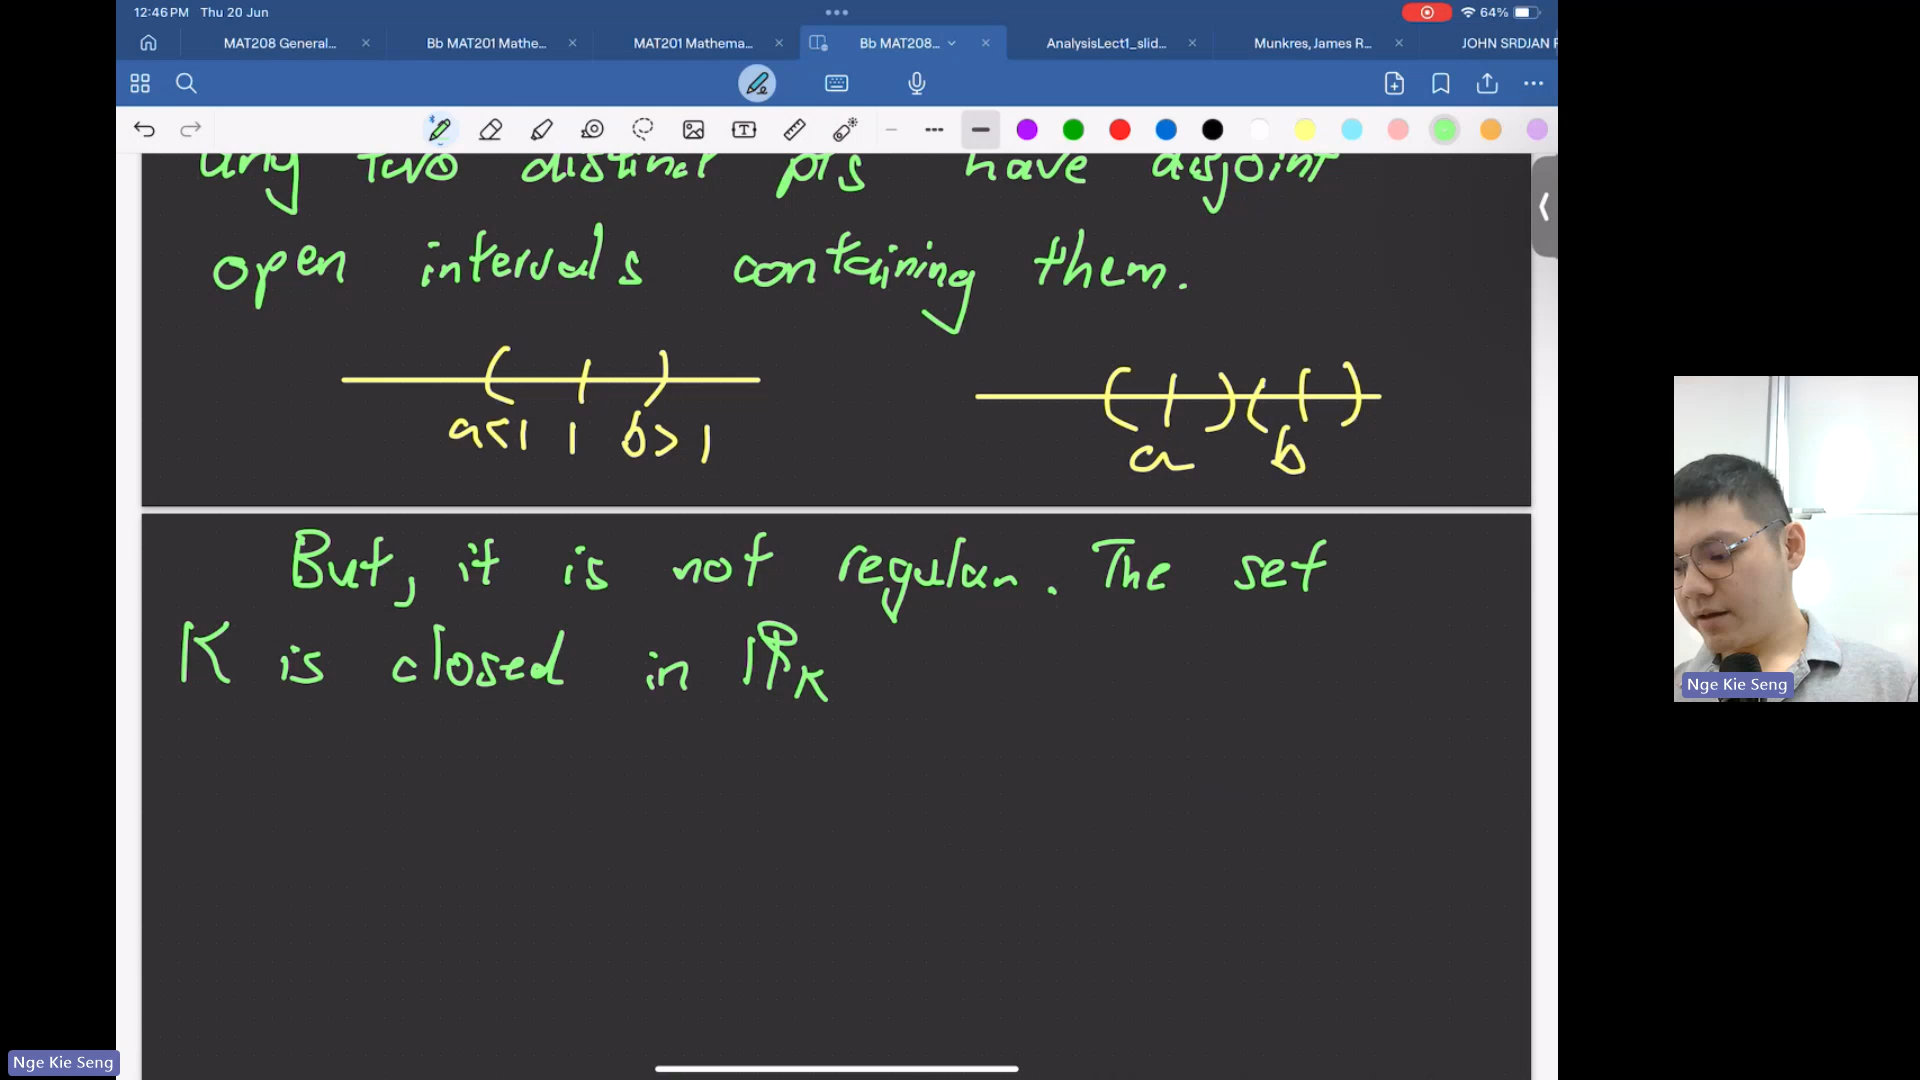 12:46 PM Thu 20 Jun
64%
MAT208 General...
Bb MAT201 Mathe...
MAT201 Mathema...
Bb MAT208...
AnalysisLect1_slid...
Munkres, James R...
JOHN SRDJAN P
any two distinct pts have disjoint
open intervals containing them.
a<1 1 b>1
a b
But, it is not regular. The set
K is closed in ℝK
Nge Kie Seng
Nge Kie Seng